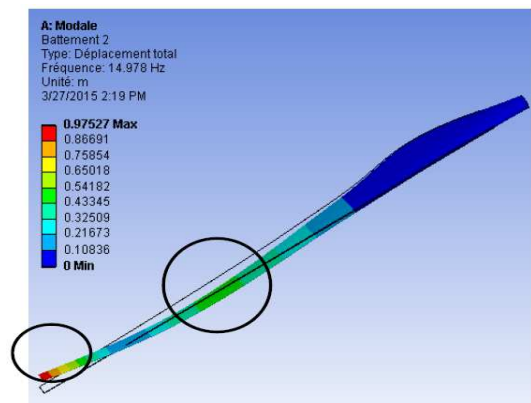 A: Modale
Battement 2
Type: Déplacement total
Fréquence: 14.978 Hz
Unité: m
3/27/2015 2:19 PM
0.97527 Max
0.86691
0.75854
0.65018
0.54182
0.43345
0.32509
0.21673
0.10836
0 Min